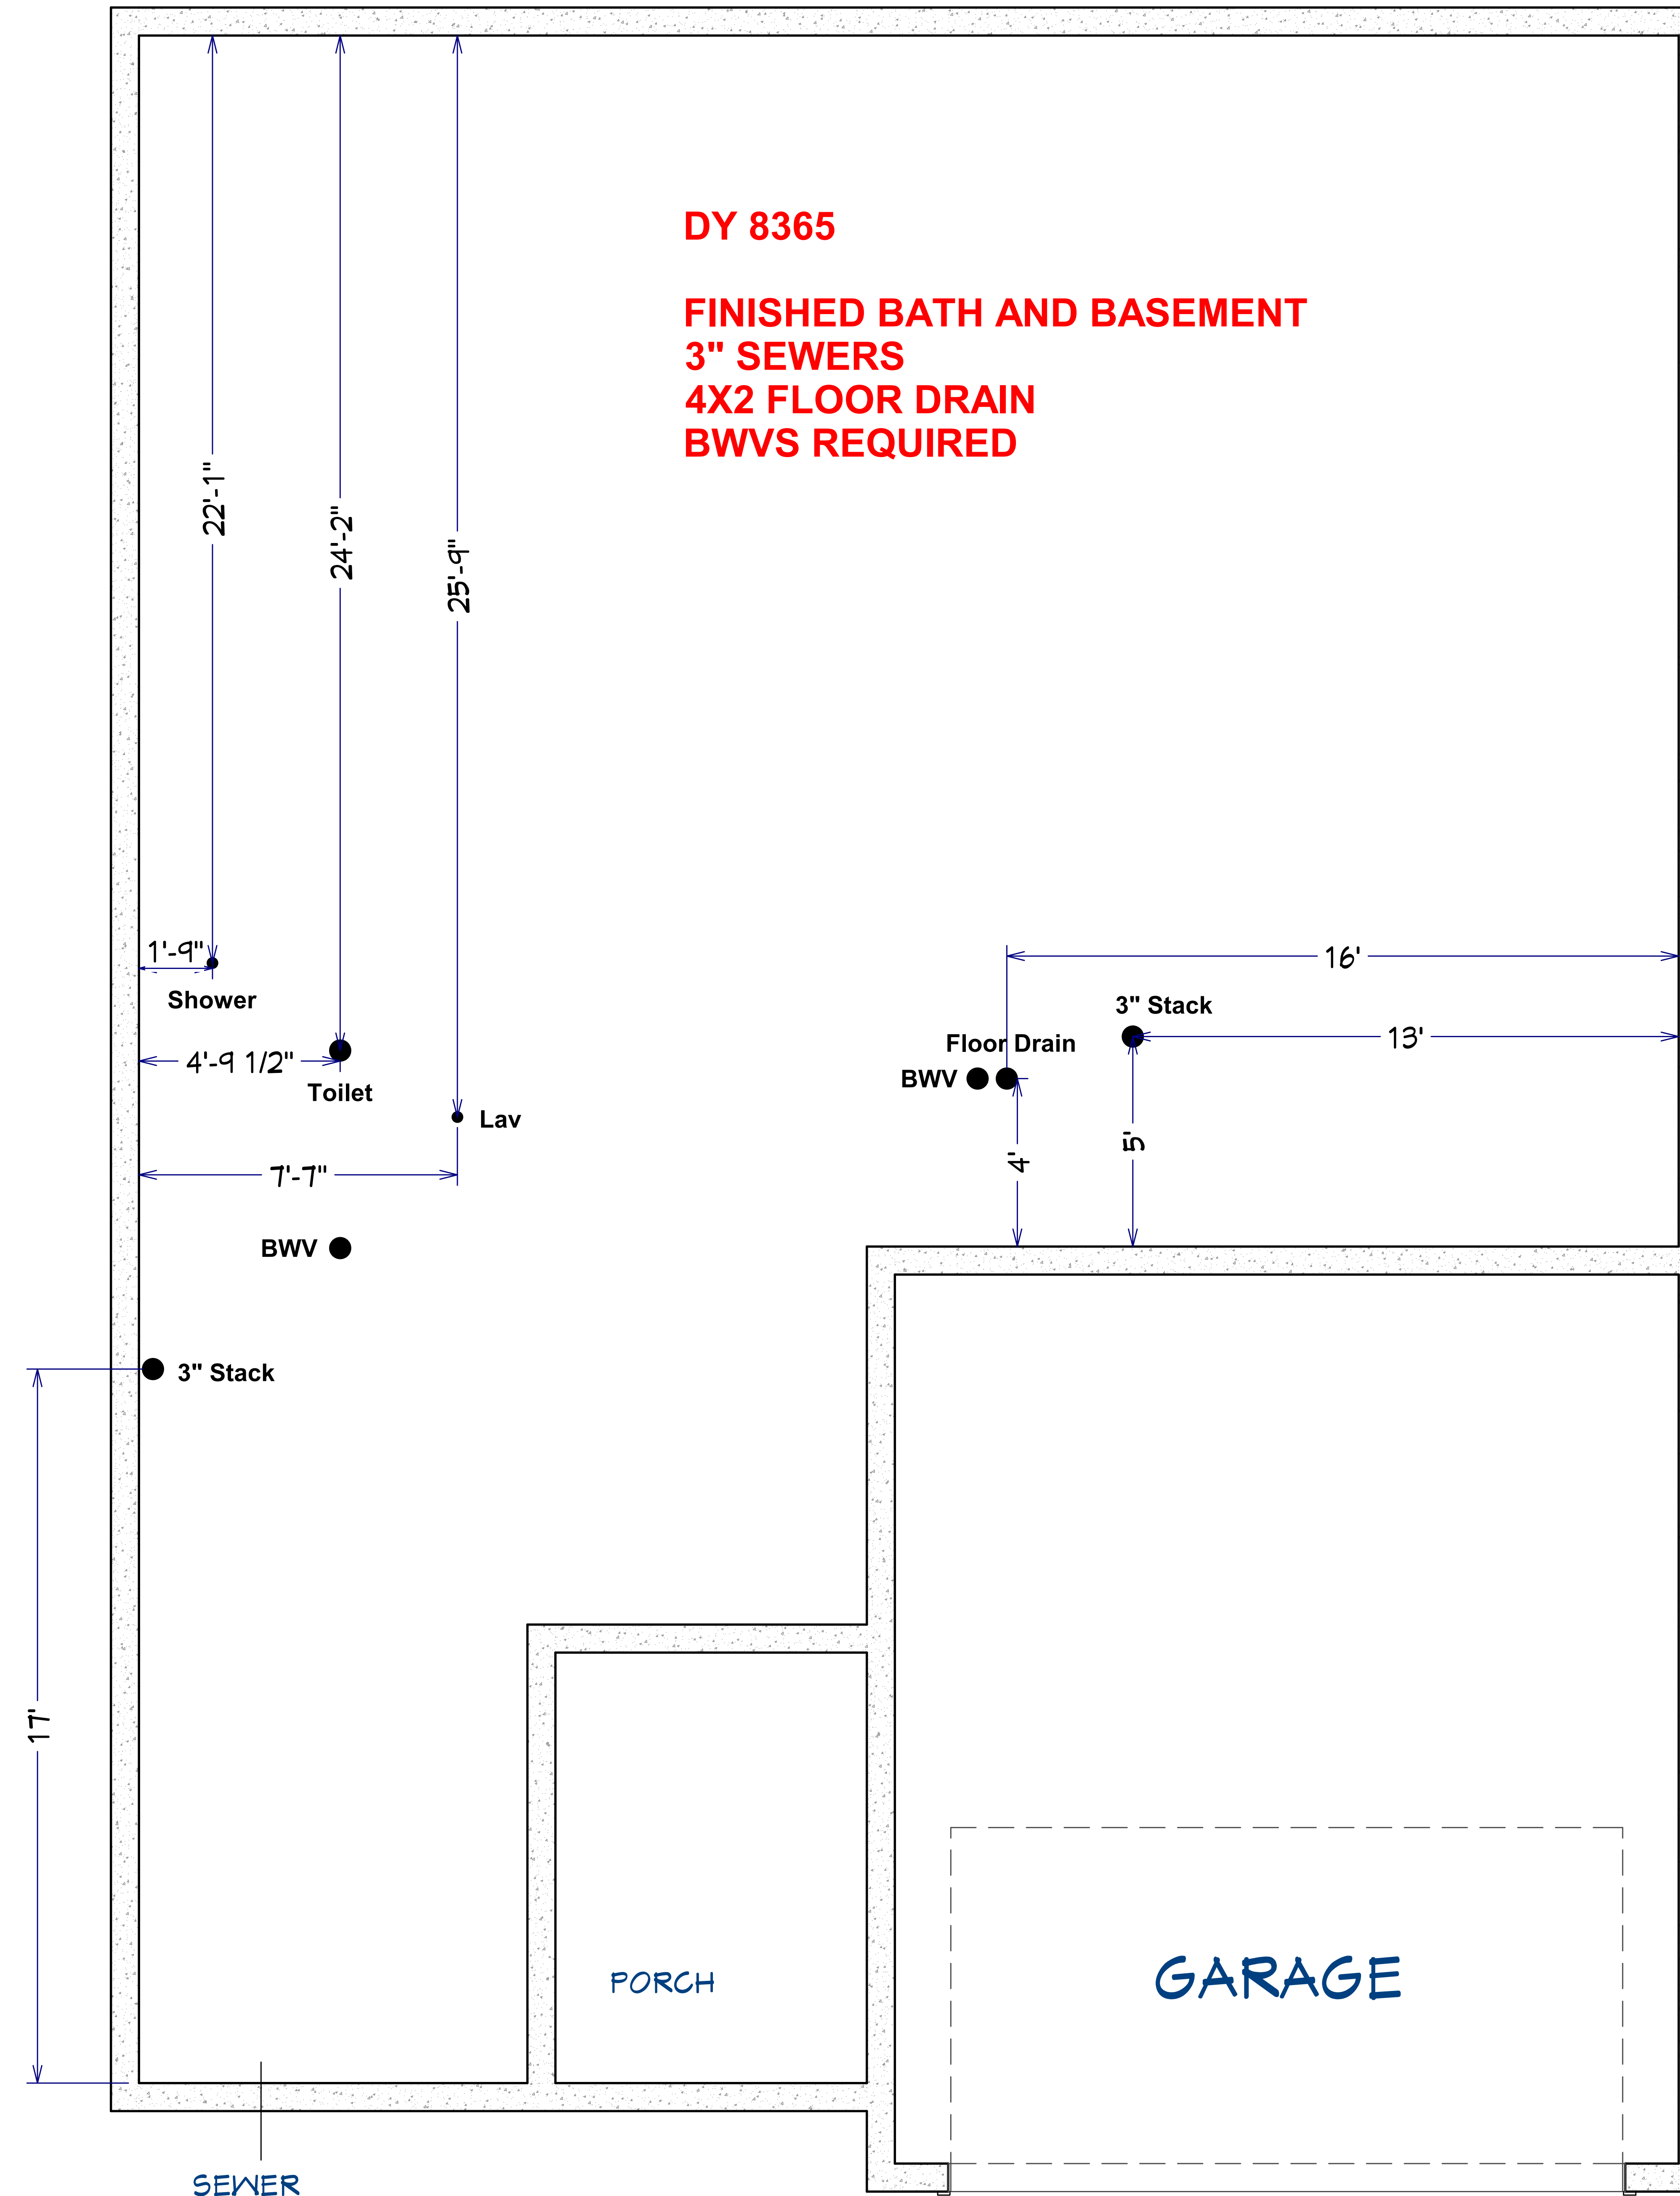 DY 8365
FINISHED BATH AND BASEMENT
3" SEWERS
4X2 FLOOR DRAIN
BWVS REQUIRED
22'-1"
24'-2"
25'-9"
1'-9"
Shower
16'
3" Stack
13'
Floor Drain
4'-9 1/2"
BWV
Toilet
Lav
5'
4'
7'-7"
BWV
3" Stack
17'
PORCH
GARAGE
SEWER